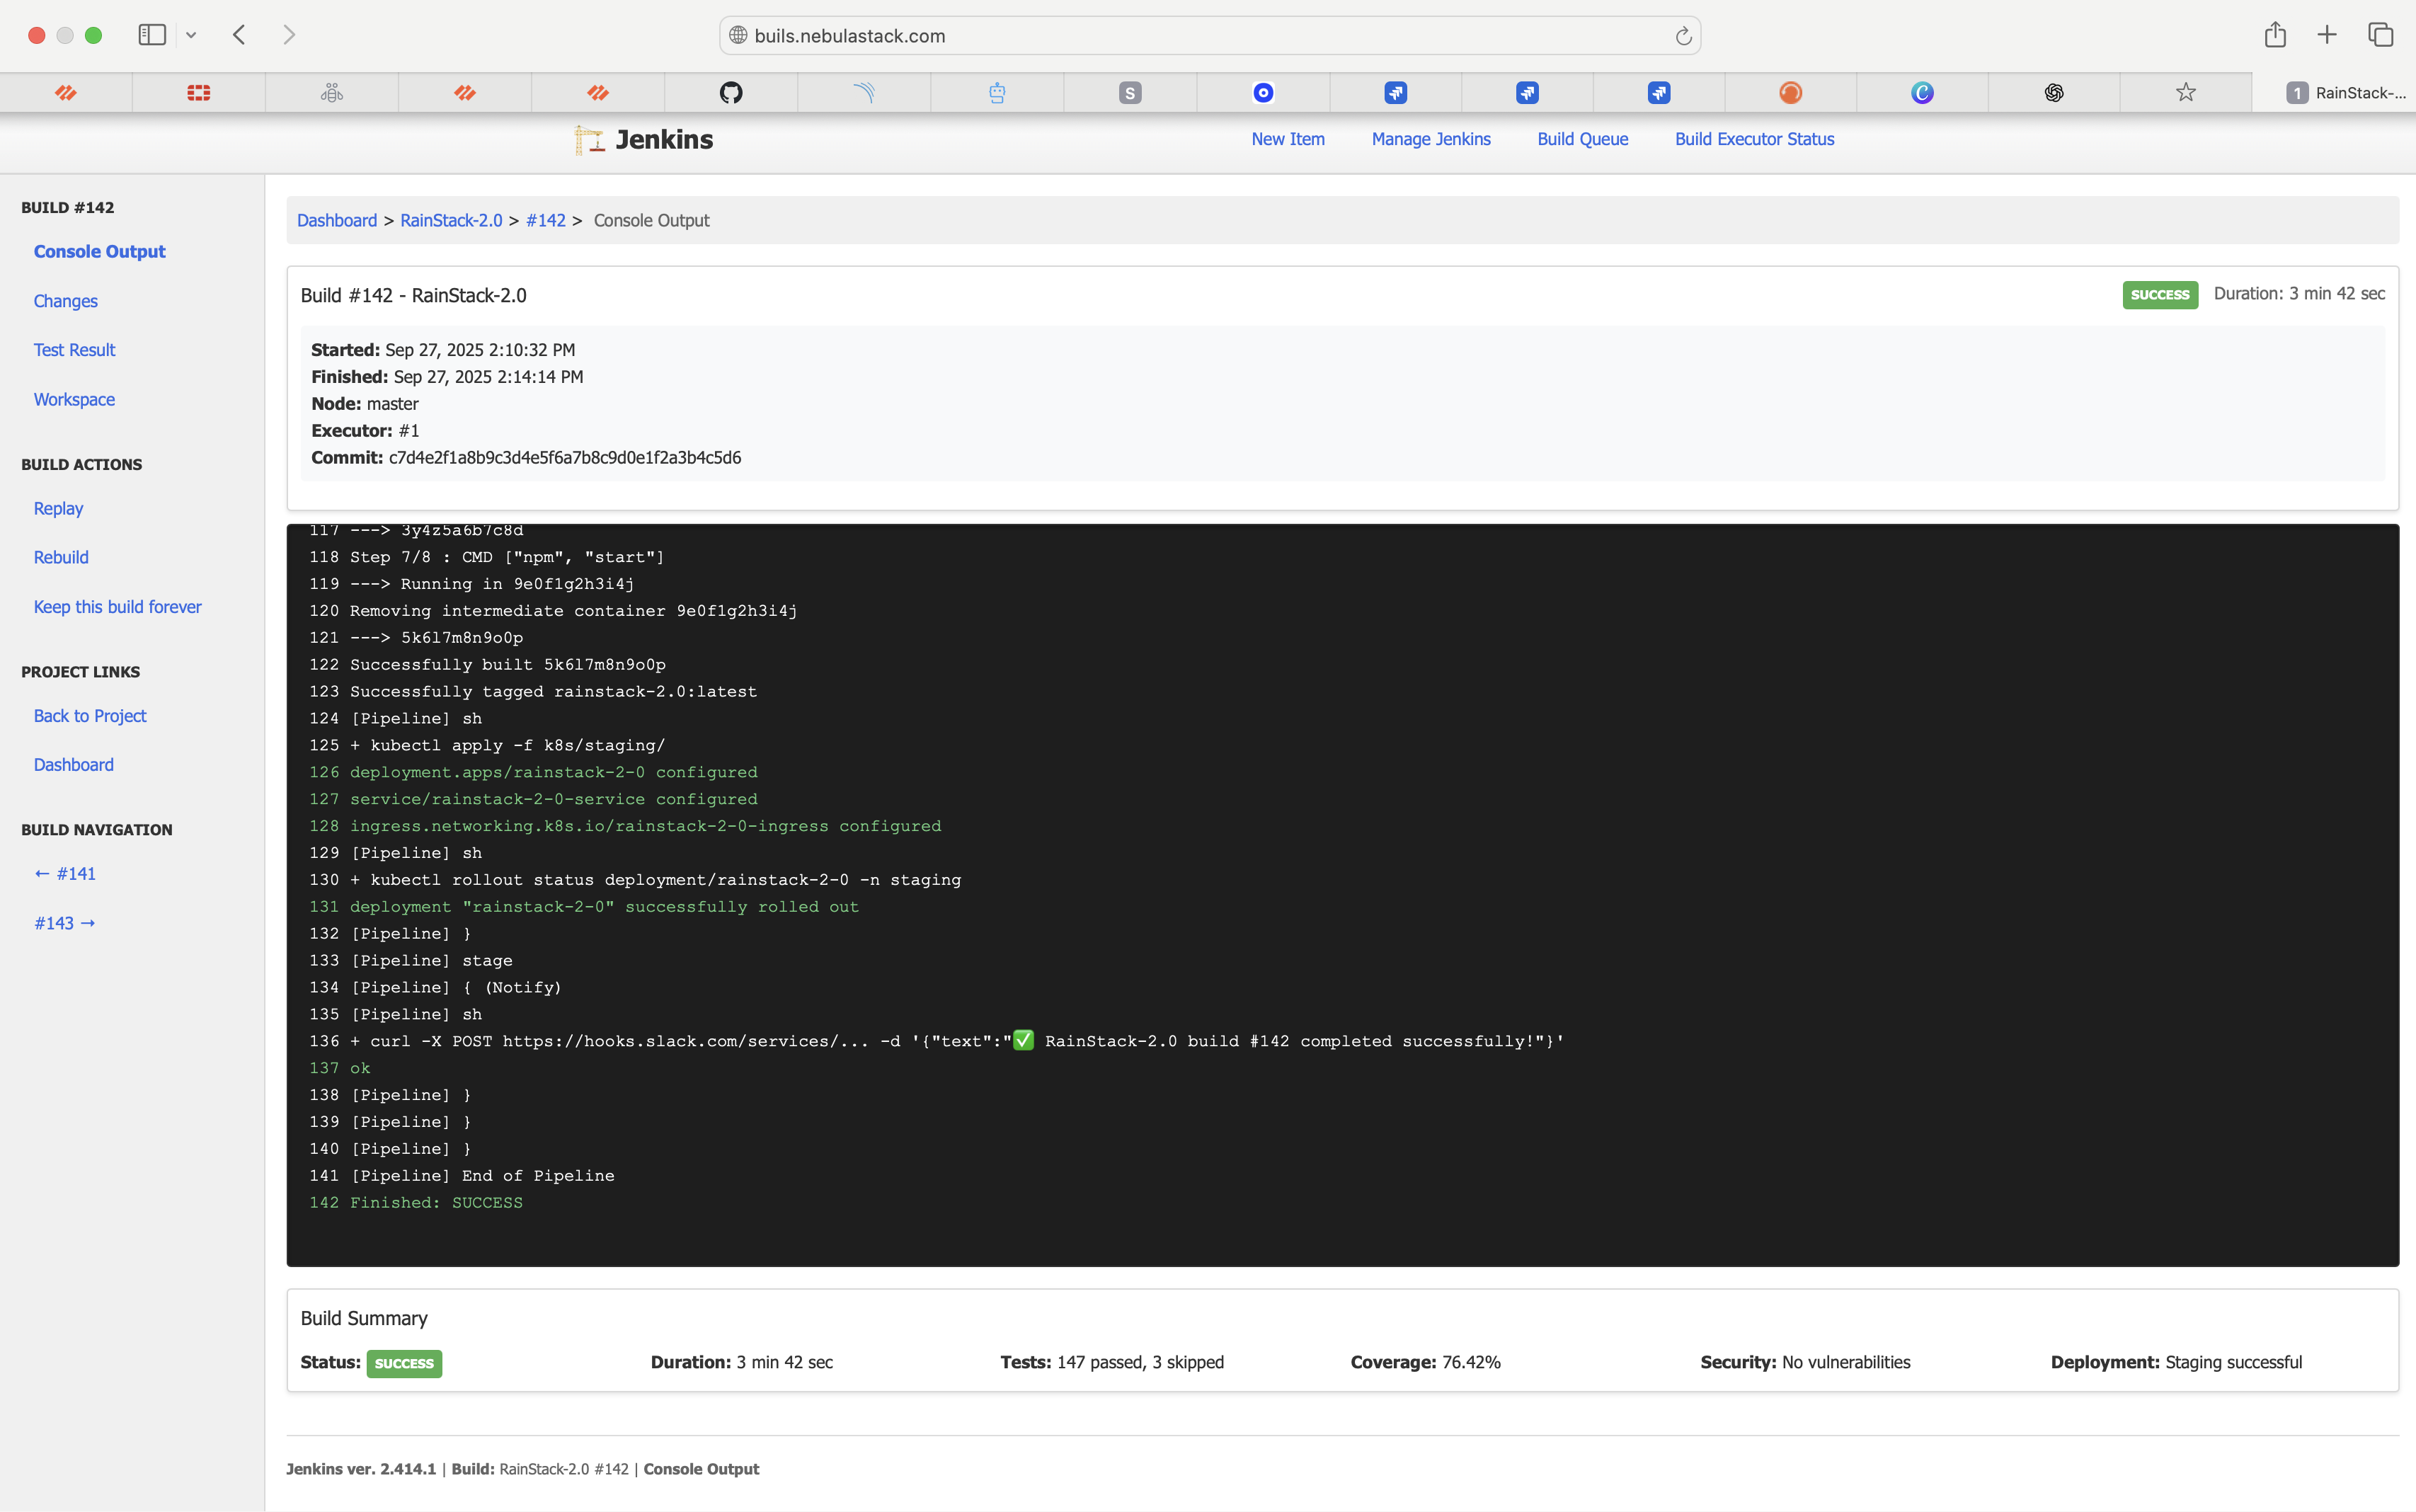 buils.nebulastack.com
S
1 RainStack-...
Jenkins
New Item
Manage Jenkins
Build Queue
Build Executor Status
BUILD #142
Console Output
Changes
Test Result
Workspace
BUILD ACTIONS
Replay
Rebuild
Keep this build forever
PROJECT LINKS
Back to Project
Dashboard
BUILD NAVIGATION
← #141
#143 →
Dashboard > RainStack-2.0 > #142 > Console Output
Build #142 - RainStack-2.0
SUCCESS Duration: 3 min 42 sec
Started: Sep 27, 2025 2:10:32 PM
Finished: Sep 27, 2025 2:14:14 PM
Node: master
Executor: #1
Commit: c7d4e2f1a8b9c3d4e5f6a7b8c9d0e1f2a3b4c5d6
117 ---> 3y4z5a6b7c8d
118 Step 7/8 : CMD ["npm", "start"]
119 ---> Running in 9e0f1g2h3i4j
120 Removing intermediate container 9e0f1g2h3i4j
121 ---> 5k6l7m8n9o0p
122 Successfully built 5k6l7m8n9o0p
123 Successfully tagged rainstack-2.0:latest
124 [Pipeline] sh
125 + kubectl apply -f k8s/staging/
126 deployment.apps/rainstack-2-0 configured
127 service/rainstack-2-0-service configured
128 ingress.networking.k8s.io/rainstack-2-0-ingress configured
129 [Pipeline] sh
130 + kubectl rollout status deployment/rainstack-2-0 -n staging
131 deployment "rainstack-2-0" successfully rolled out
132 [Pipeline] }
133 [Pipeline] stage
134 [Pipeline] { (Notify)
135 [Pipeline] sh
136 + curl -X POST https://hooks.slack.com/services/... -d '{"text":"✅ RainStack-2.0 build #142 completed successfully!"}'
137 ok
138 [Pipeline] }
139 [Pipeline] }
140 [Pipeline] }
141 [Pipeline] End of Pipeline
142 Finished: SUCCESS
Build Summary
Status: SUCCESS
Duration: 3 min 42 sec
Tests: 147 passed, 3 skipped
Coverage: 76.42%
Security: No vulnerabilities
Deployment: Staging successful
Jenkins ver. 2.414.1 | Build: RainStack-2.0 #142 | Console Output